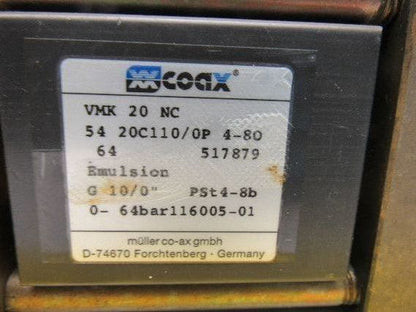 coax®
VMK 20 NC
54 20C110/0P 4-80
64 517879
Emulsion
G 10/0" PSt4-8b
0- 64bar116005-01
müller co-ax gmbh
D-74670 Forchtenberg · Germany